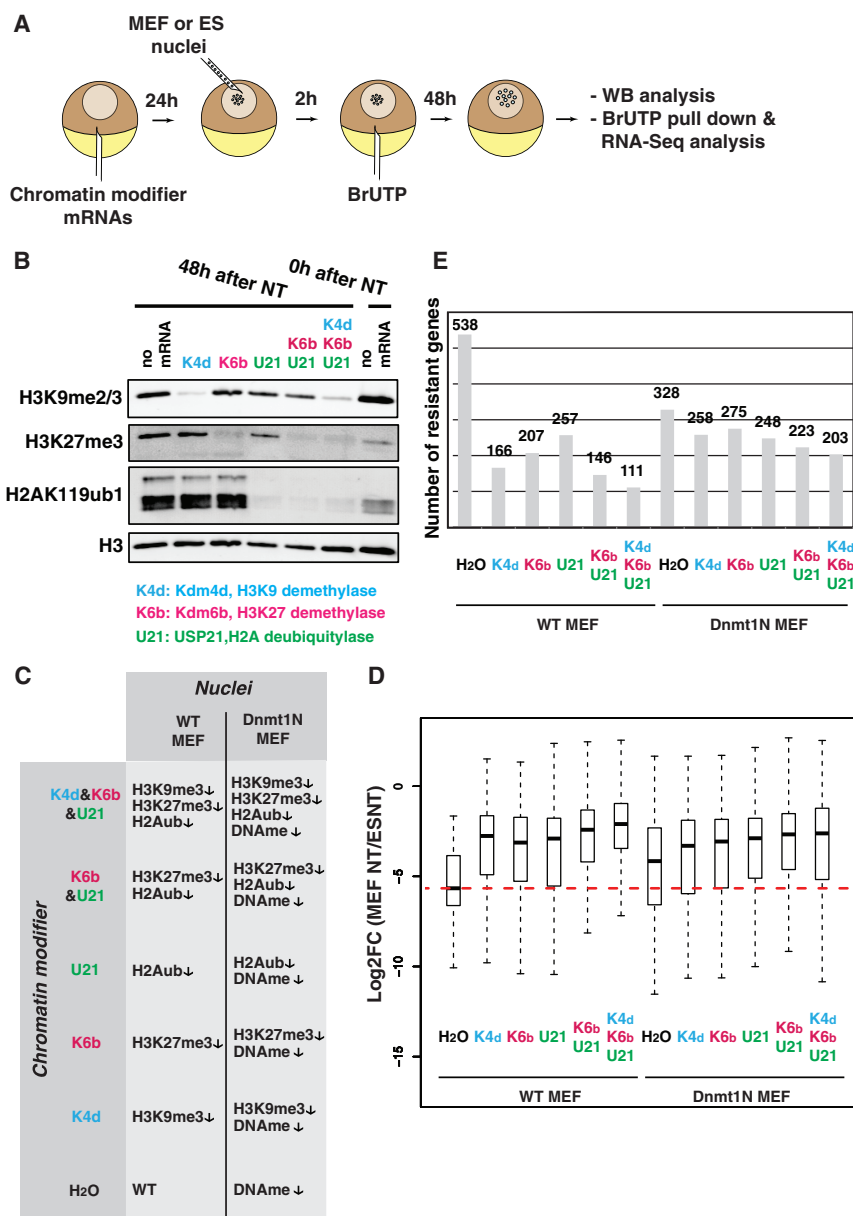 A
MEF or ES
nuclei
24h
2h
48h
- WB analysis
- BrUTP pull down &
RNA-Seq analysis
Chromatin modifier
mRNAs
BrUTP
B
48h after NT
0h after NT
no mRNA
K4d
K6b
U21
K6b
U21
K4d
K6b
U21
no mRNA
H3K9me2/3
H3K27me3
H2AK119ub1
H3
K4d: Kdm4d, H3K9 demethylase
K6b: Kdm6b, H3K27 demethylase
U21: USP21,H2A deubiquitylase
E
Number of resistant genes
538
166
207
257
146
111
328
258
275
248
223
203
H2O K4d K6b U21 K6b U21 K4d K6b U21
H2O K4d K6b U21 K6b U21 K4d K6b U21
WT MEF
Dnmt1N MEF
C
Nuclei
WT
MEF
Dnmt1N
MEF
Chromatin modifier
K4d&K6b
&U21
H3K9me3↓
H3K27me3↓
H2Aub↓
H3K9me3↓
H3K27me3↓
H2Aub↓
DNAme ↓
K6b
&U21
H3K27me3↓
H2Aub↓
H3K27me3↓
H2Aub↓
DNAme ↓
U21
H2Aub↓
H2Aub↓
DNAme ↓
K6b
H3K27me3↓
H3K27me3↓
DNAme ↓
K4d
H3K9me3↓
H3K9me3↓
DNAme ↓
H2O
WT
DNAme ↓
D
Log2FC (MEF NT/ESNT)
0
−5
−10
−15
H2O K4d K6b U21 K6b U21 K4d K6b U21
H2O K4d K6b U21 K6b U21 K4d K6b U21
WT MEF
Dnmt1N MEF